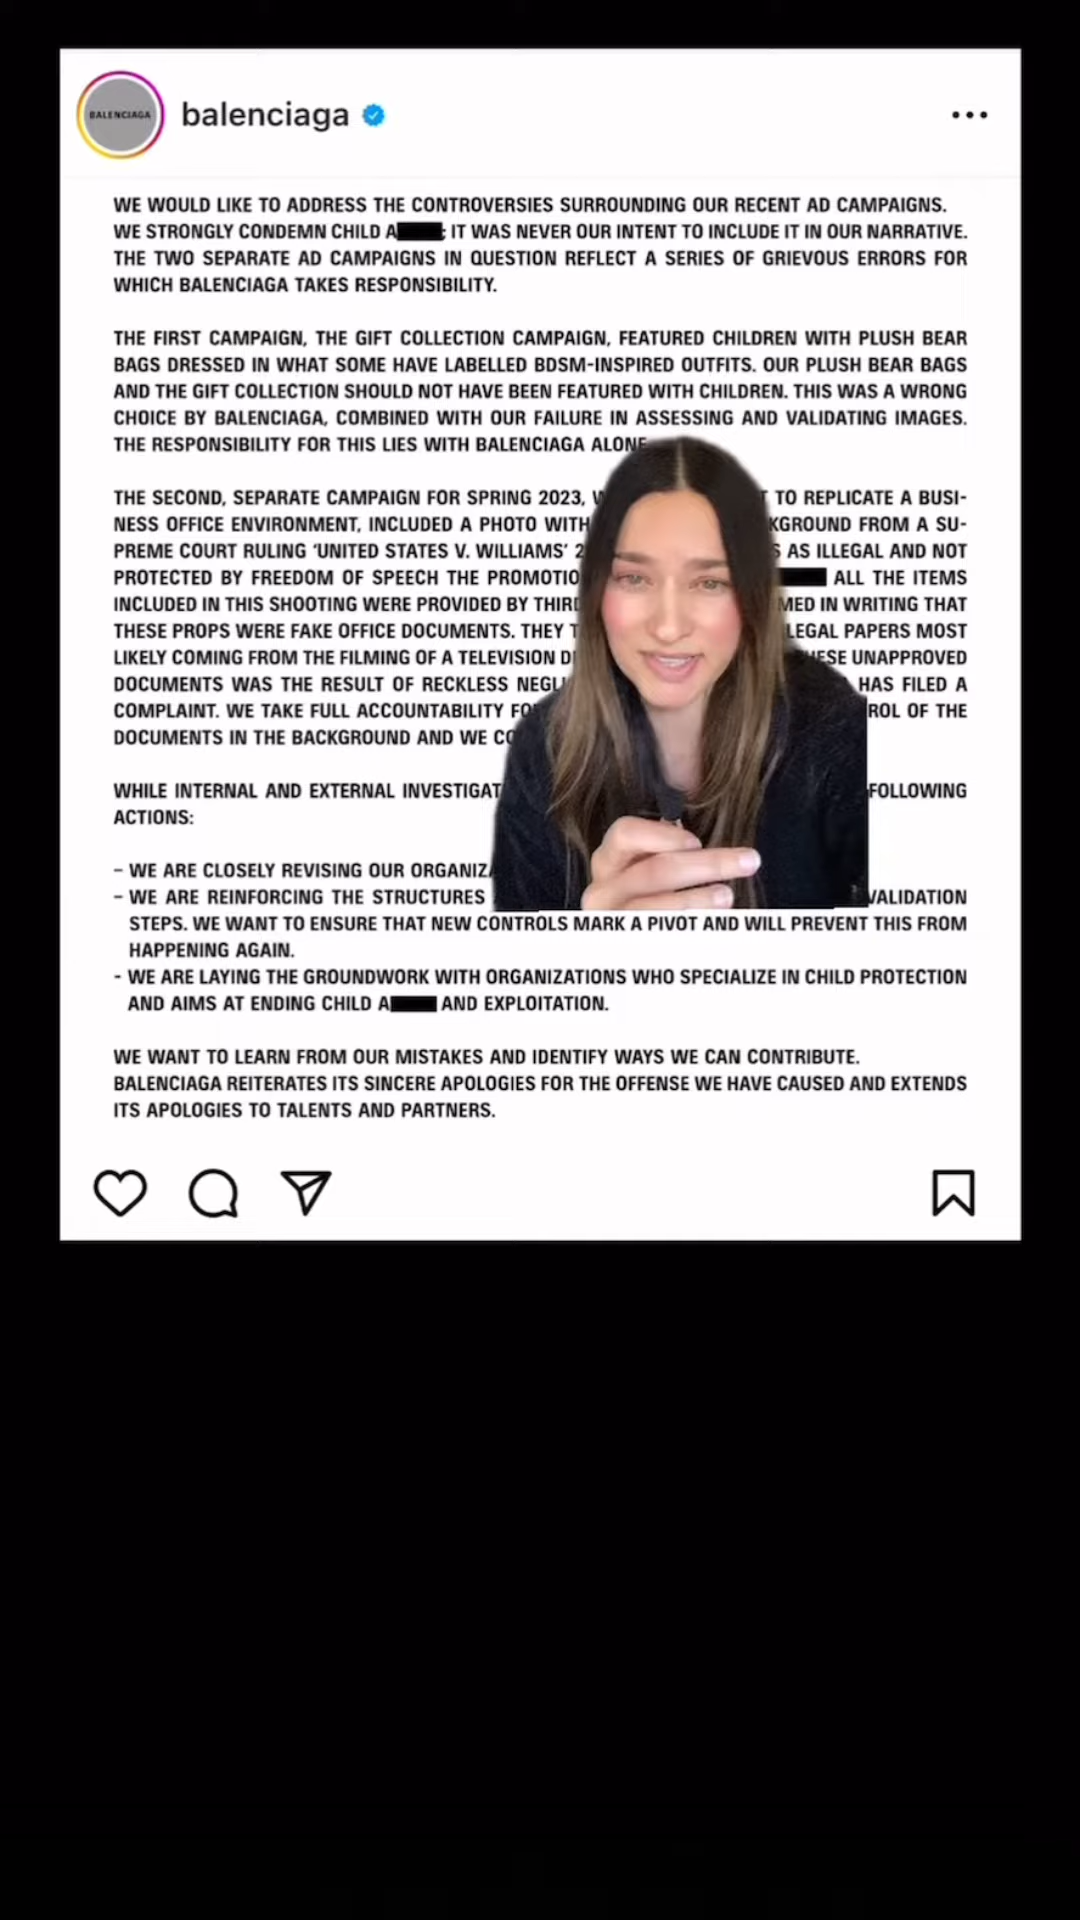 BALENCIAGA
balenciaga
WE WOULD LIKE TO ADDRESS THE CONTROVERSIES SURROUNDING OUR RECENT AD CAMPAIGNS.
WE STRONGLY CONDEMN CHILD A IT WAS NEVER OUR INTENT TO INCLUDE IT IN OUR NARRATIVE.
THE TWO SEPARATE AD CAMPAIGNS IN QUESTION REFLECT A SERIES OF GRIEVOUS ERRORS FOR
WHICH BALENCIAGA TAKES RESPONSIBILITY.
THE FIRST CAMPAIGN, THE GIFT COLLECTION CAMPAIGN, FEATURED CHILDREN WITH PLUSH BEAR
BAGS DRESSED IN WHAT SOME HAVE LABELLED BDSM-INSPIRED OUTFITS. OUR PLUSH BEAR BAGS
AND THE GIFT COLLECTION SHOULD NOT HAVE BEEN FEATURED WITH CHILDREN. THIS WAS A WRONG
CHOICE BY BALENCIAGA, COMBINED WITH OUR FAILURE IN ASSESSING AND VALIDATING IMAGES.
THE RESPONSIBILITY FOR THIS LIES WITH BALENCIAGA ALONE
THE SECOND, SEPARATE CAMPAIGN FOR SPRING 2023, TO REPLICATE A BUSI-
NESS OFFICE ENVIRONMENT, INCLUDED A PHOTO WITH KGROUND FROM A SU-
PREME COURT RULING ‘UNITED STATES V. WILLIAMS’ 2 AS ILLEGAL AND NOT
PROTECTED BY FREEDOM OF SPEECH THE PROMOTIO ALL THE ITEMS
INCLUDED IN THIS SHOOTING WERE PROVIDED BY THIRD MED IN WRITING THAT
THESE PROPS WERE FAKE OFFICE DOCUMENTS. THEY T LEGAL PAPERS MOST
LIKELY COMING FROM THE FILMING OF A TELEVISION D ESE UNAPPROVED
DOCUMENTS WAS THE RESULT OF RECKLESS NEGL HAS FILED A
COMPLAINT. WE TAKE FULL ACCOUNTABILITY FO ROL OF THE
DOCUMENTS IN THE BACKGROUND AND WE CO
WHILE INTERNAL AND EXTERNAL INVESTIGAT FOLLOWING
ACTIONS:
– WE ARE CLOSELY REVISING OUR ORGANIZ
– WE ARE REINFORCING THE STRUCTURES VALIDATION
STEPS. WE WANT TO ENSURE THAT NEW CONTROLS MARK A PIVOT AND WILL PREVENT THIS FROM
HAPPENING AGAIN.
- WE ARE LAYING THE GROUNDWORK WITH ORGANIZATIONS WHO SPECIALIZE IN CHILD PROTECTION
AND AIMS AT ENDING CHILD A AND EXPLOITATION.
WE WANT TO LEARN FROM OUR MISTAKES AND IDENTIFY WAYS WE CAN CONTRIBUTE.
BALENCIAGA REITERATES ITS SINCERE APOLOGIES FOR THE OFFENSE WE HAVE CAUSED AND EXTENDS
ITS APOLOGIES TO TALENTS AND PARTNERS.